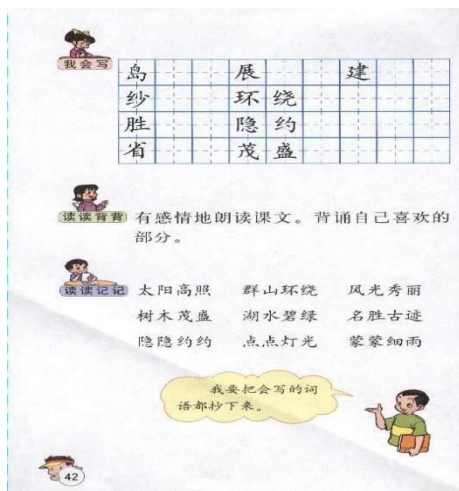 我会写
岛 展 建
纱 环 绕
胜 隐 约
省 茂 盛
读读背背
有感情地朗读课文。背诵自己喜欢的
部分。
读读记记
太阳高照 群山环绕 风光秀丽
树木茂盛 湖水碧绿 名胜古迹
隐隐约约 点点灯光 蒙蒙细雨
我要把会写的词
语都抄下来。
42